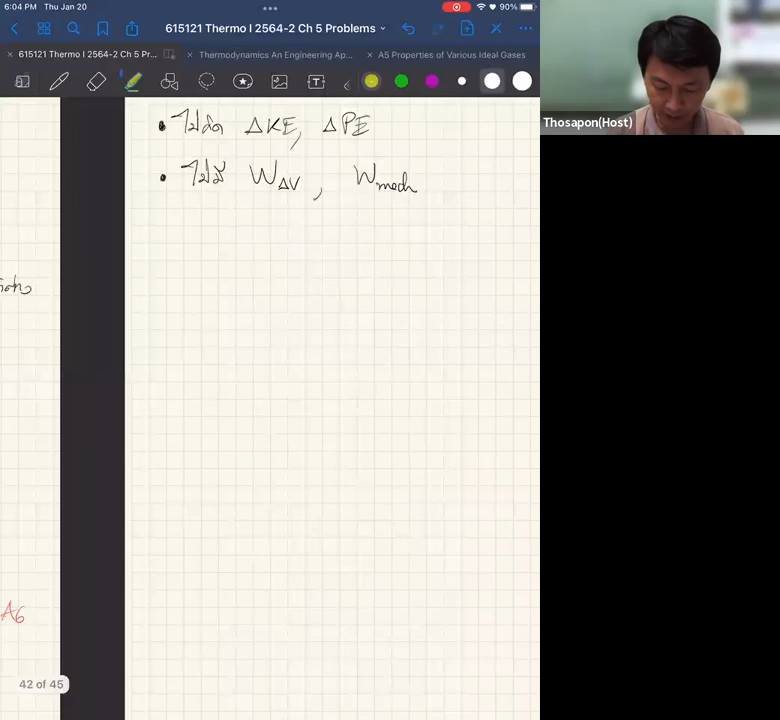 6:04 PM Thu Jan 20
90%
615121 Thermo I 2564-2 Ch 5 Problems
615121 Thermo I 2564-2 Ch 5 Pr...
Thermodynamics An Engineering Ap...
A5 Properties of Various Ideal Gases
Thosapon(Host)
• ไม่คิด ΔKE, ΔPE
• ไม่มี W_ΔV, W_mech
A6
42 of 45